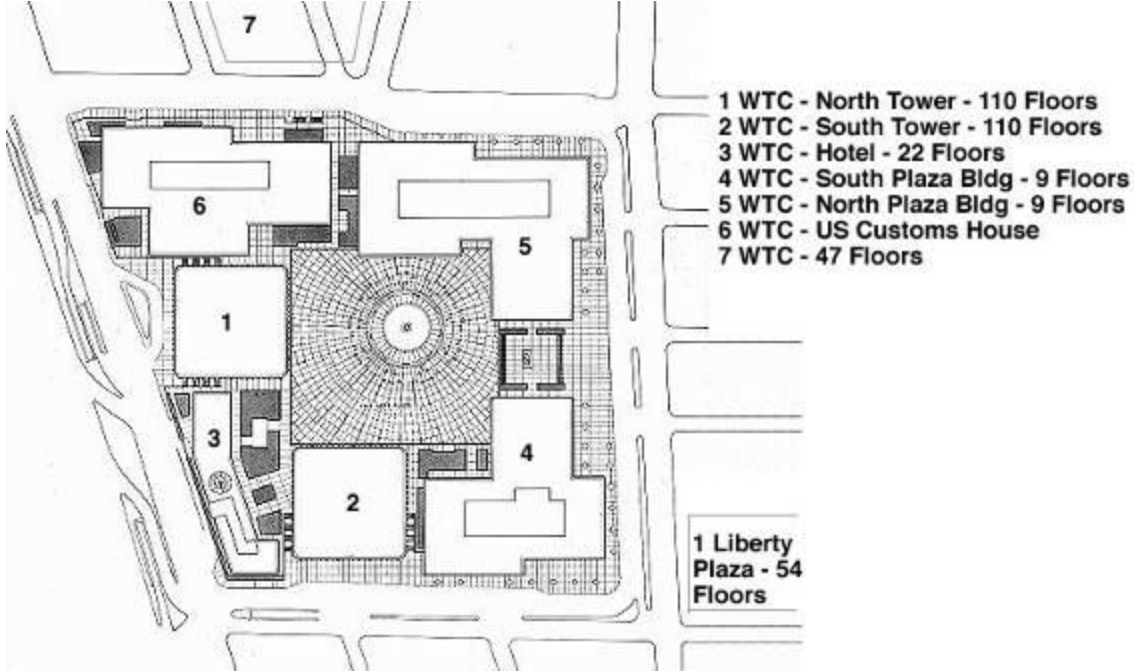 7
1 WTC - North Tower - 110 Floors
2 WTC - South Tower - 110 Floors
3 WTC - Hotel - 22 Floors
4 WTC - South Plaza Bldg - 9 Floors
5 WTC - North Plaza Bldg - 9 Floors
6 WTC - US Customs House
7 WTC - 47 Floors
6
5
1
3
4
2
1 Liberty
Plaza - 54
Floors